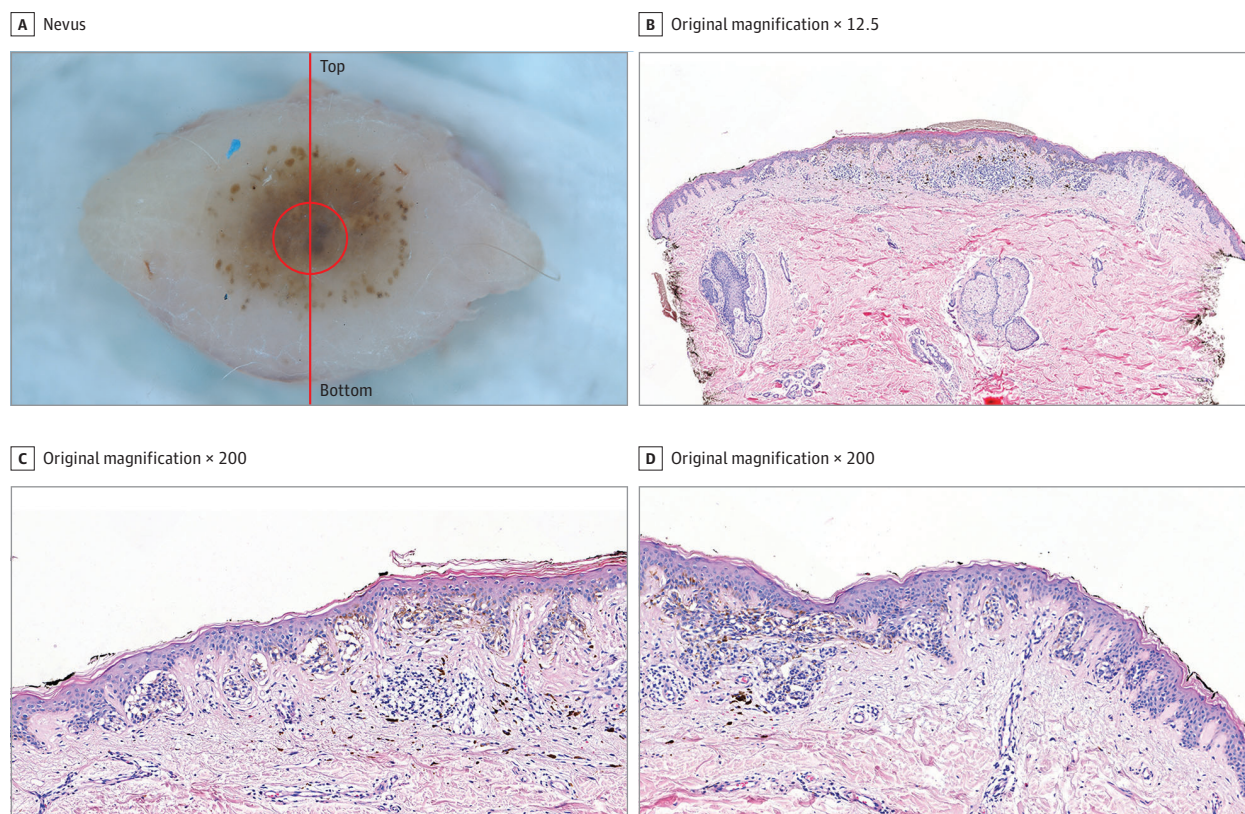 A Nevus
B Original magnification × 12.5
Top
Bottom
C Original magnification × 200
D Original magnification × 200